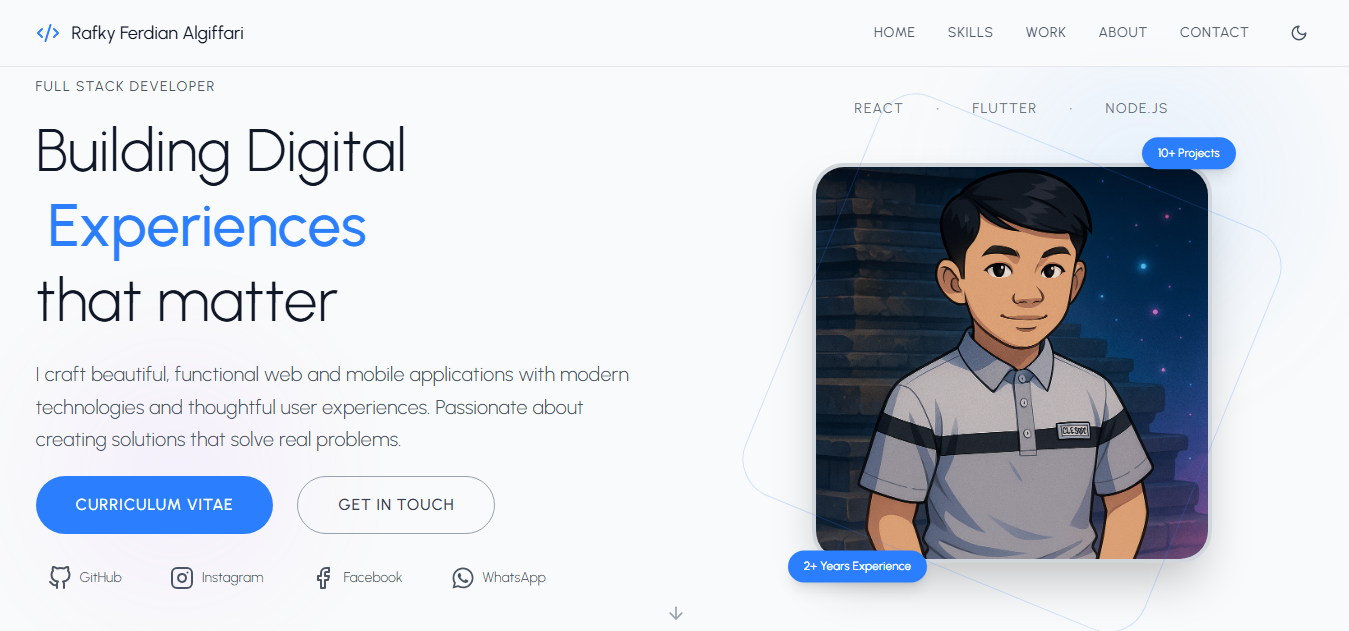 Rafky Ferdian Algiffari
HOME SKILLS WORK ABOUT CONTACT
FULL STACK DEVELOPER
Building Digital
Experiences
that matter
I craft beautiful, functional web and mobile applications with modern
technologies and thoughtful user experiences. Passionate about
creating solutions that solve real problems.
CURRICULUM VITAE GET IN TOUCH
GitHub Instagram Facebook WhatsApp
REACT · FLUTTER · NODE.JS
10+ Projects
2+ Years Experience